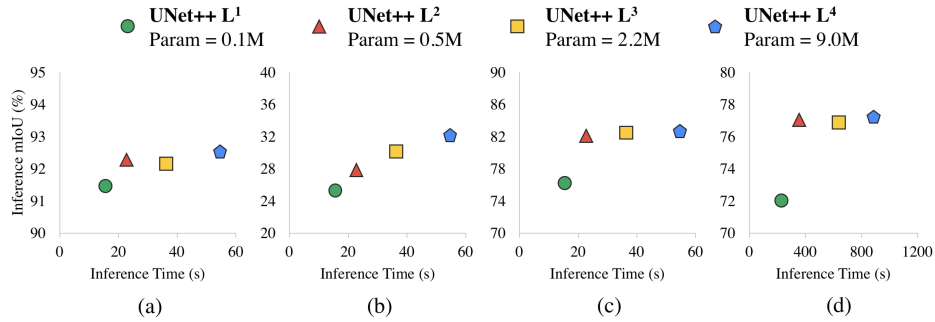 UNet++ L¹ UNet++ L² UNet++ L³ UNet++ L⁴
Param = 0.1M Param = 0.5M Param = 2.2M Param = 9.0M
Inference mIoU (%)
95
94
93
92
91
90
0 20 40 60
Inference Time (s)
(a)
40
36
32
28
24
20
0 20 40 60
Inference Time (s)
(b)
90
86
82
78
74
70
0 20 40 60
Inference Time (s)
(c)
80
78
76
74
72
70
0 400 800 1200
Inference Time (s)
(d)